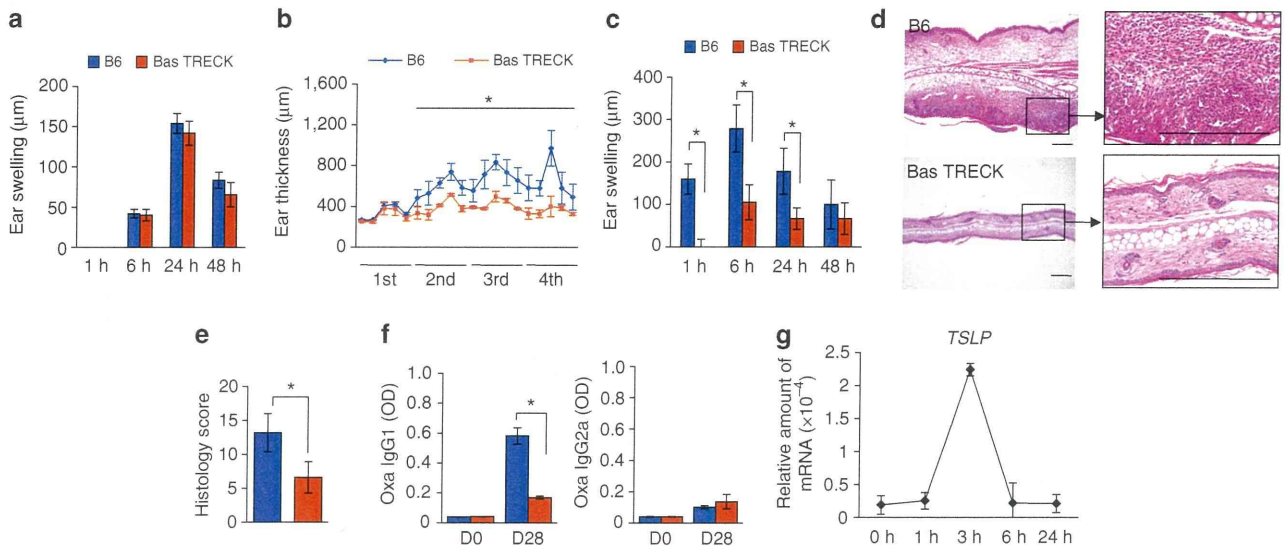 a
B6 Bas TRECK
Ear swelling (μm)
200
150
100
50
0
1 h 6 h 24 h 48 h
b
B6 Bas TRECK
Ear thickness (μm)
1,600
1,200
800
400
0
*
1st 2nd 3rd 4th
c
B6 Bas TRECK
Ear swelling (μm)
400
300
200
100
0
* * *
1 h 6 h 24 h 48 h
d
B6
Bas TRECK
e
Histology score
20
15
10
5
0
*
f
Oxa IgG1 (OD)
1.0
0.8
0.6
0.4
0.2
0
*
D0 D28
Oxa IgG2a (OD)
1.0
0.8
0.6
0.4
0.2
0
D0 D28
g
TSLP
Relative amount of
mRNA (×10⁻⁴)
2.5
2
1.5
1
0.5
0
0 h 1 h 3 h 6 h 24 h